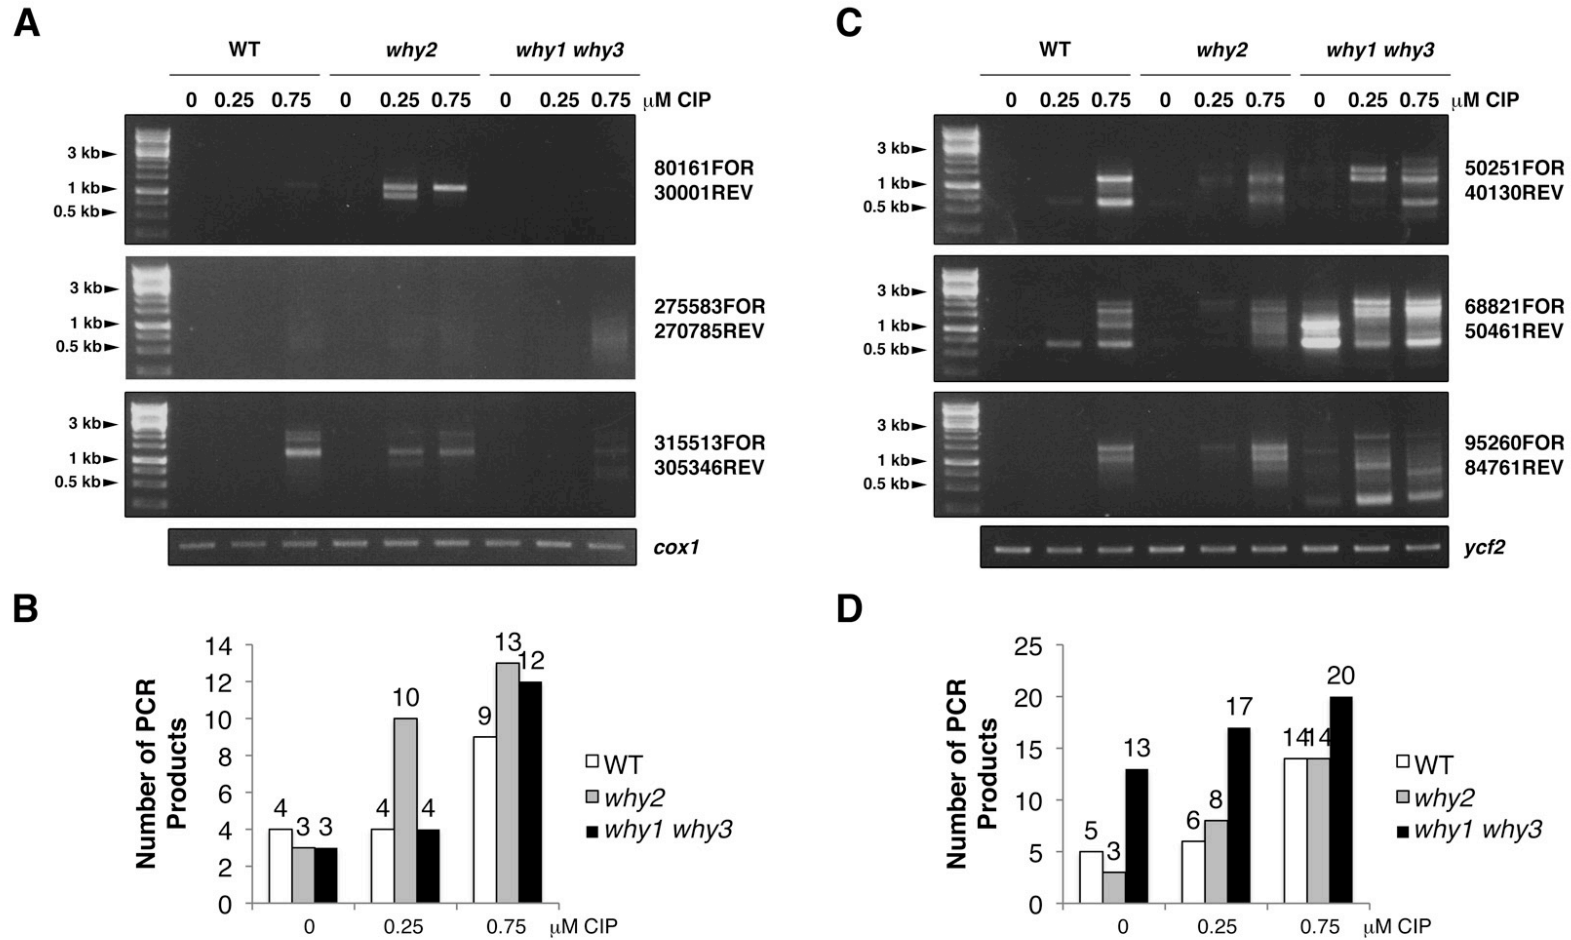 A
WT why2 why1 why3
0 0.25 0.75 0 0.25 0.75 0 0.25 0.75 μM CIP
3 kb
1 kb
0.5 kb
80161FOR
30001REV
3 kb
1 kb
0.5 kb
275583FOR
270785REV
3 kb
1 kb
0.5 kb
315513FOR
305346REV
cox1
C
WT why2 why1 why3
0 0.25 0.75 0 0.25 0.75 0 0.25 0.75 μM CIP
3 kb
1 kb
0.5 kb
50251FOR
40130REV
3 kb
1 kb
0.5 kb
68821FOR
50461REV
3 kb
1 kb
0.5 kb
95260FOR
84761REV
ycf2
B
Number of PCR
Products
14
12
10
8
6
4
2
0
4 3 3
4 10 4
9 13 12
0 0.25 0.75 μM CIP
WT
why2
why1 why3
D
Number of PCR
Products
25
20
15
10
5
0
5 3 13
6 8 17
14 14 20
0 0.25 0.75 μM CIP
WT
why2
why1 why3